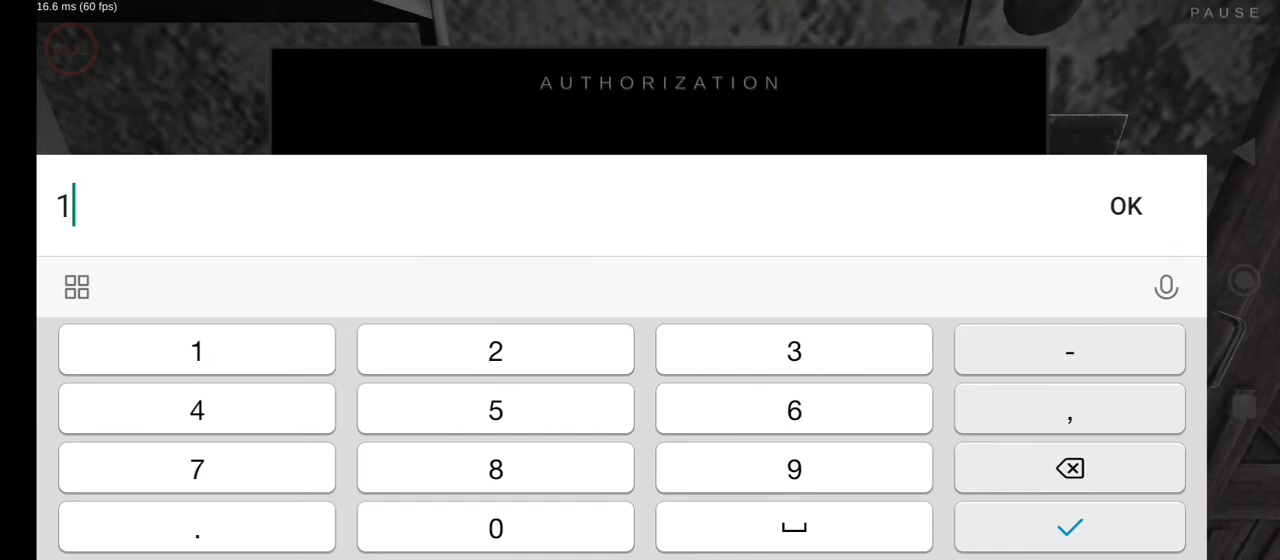 16.6 ms (60 fps)
PAUSE
AUTHORIZATION
1
OK
1 2 3 -
4 5 6 ,
7 8 9
. 0